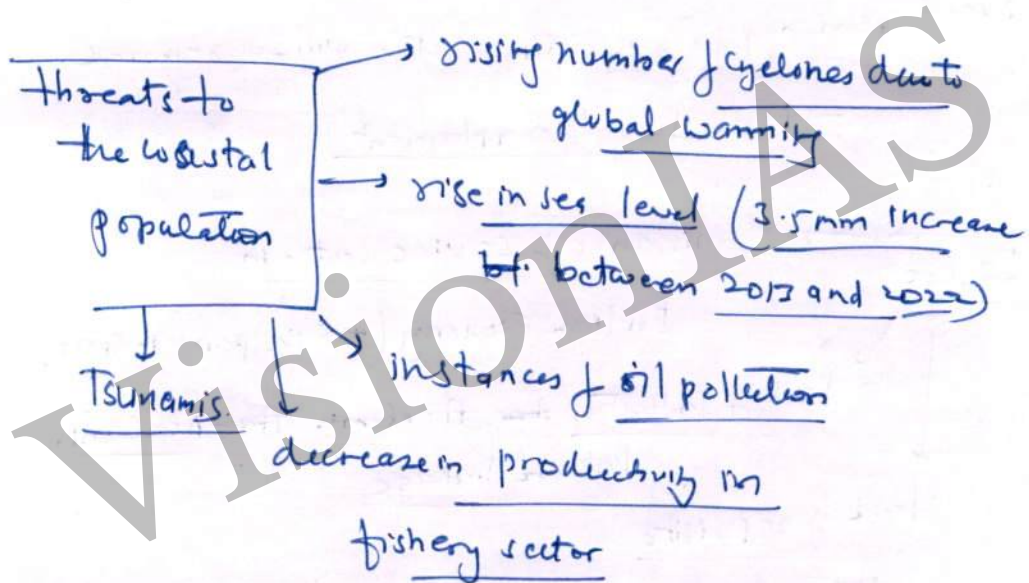 threats to
the coastal
population
rising number of cyclones due to
global warming
rise in sea level (3.5mm increase
bt. between 2013 and 2022)
instances of oil pollution
decrease in productivity in
fishery sector
Tsunamis.
VisionIAS